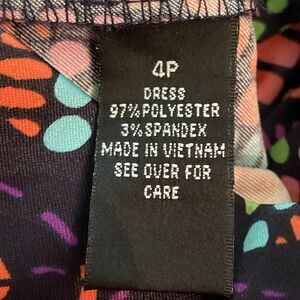 4P
DRESS
97% POLYESTER
3% SPANDEX
MADE IN VIETNAM
SEE OVER FOR
CARE